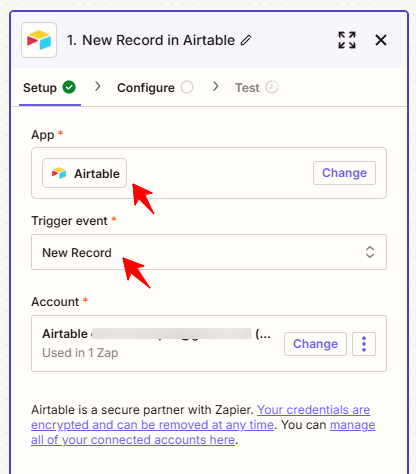 1. New Record in Airtable
Setup Configure Test
App *
Airtable Change
Trigger event *
New Record
Account *
Airtable (... Change
Used in 1 Zap
Airtable is a secure partner with Zapier. Your credentials are
encrypted and can be removed at any time. You can manage
all of your connected accounts here.